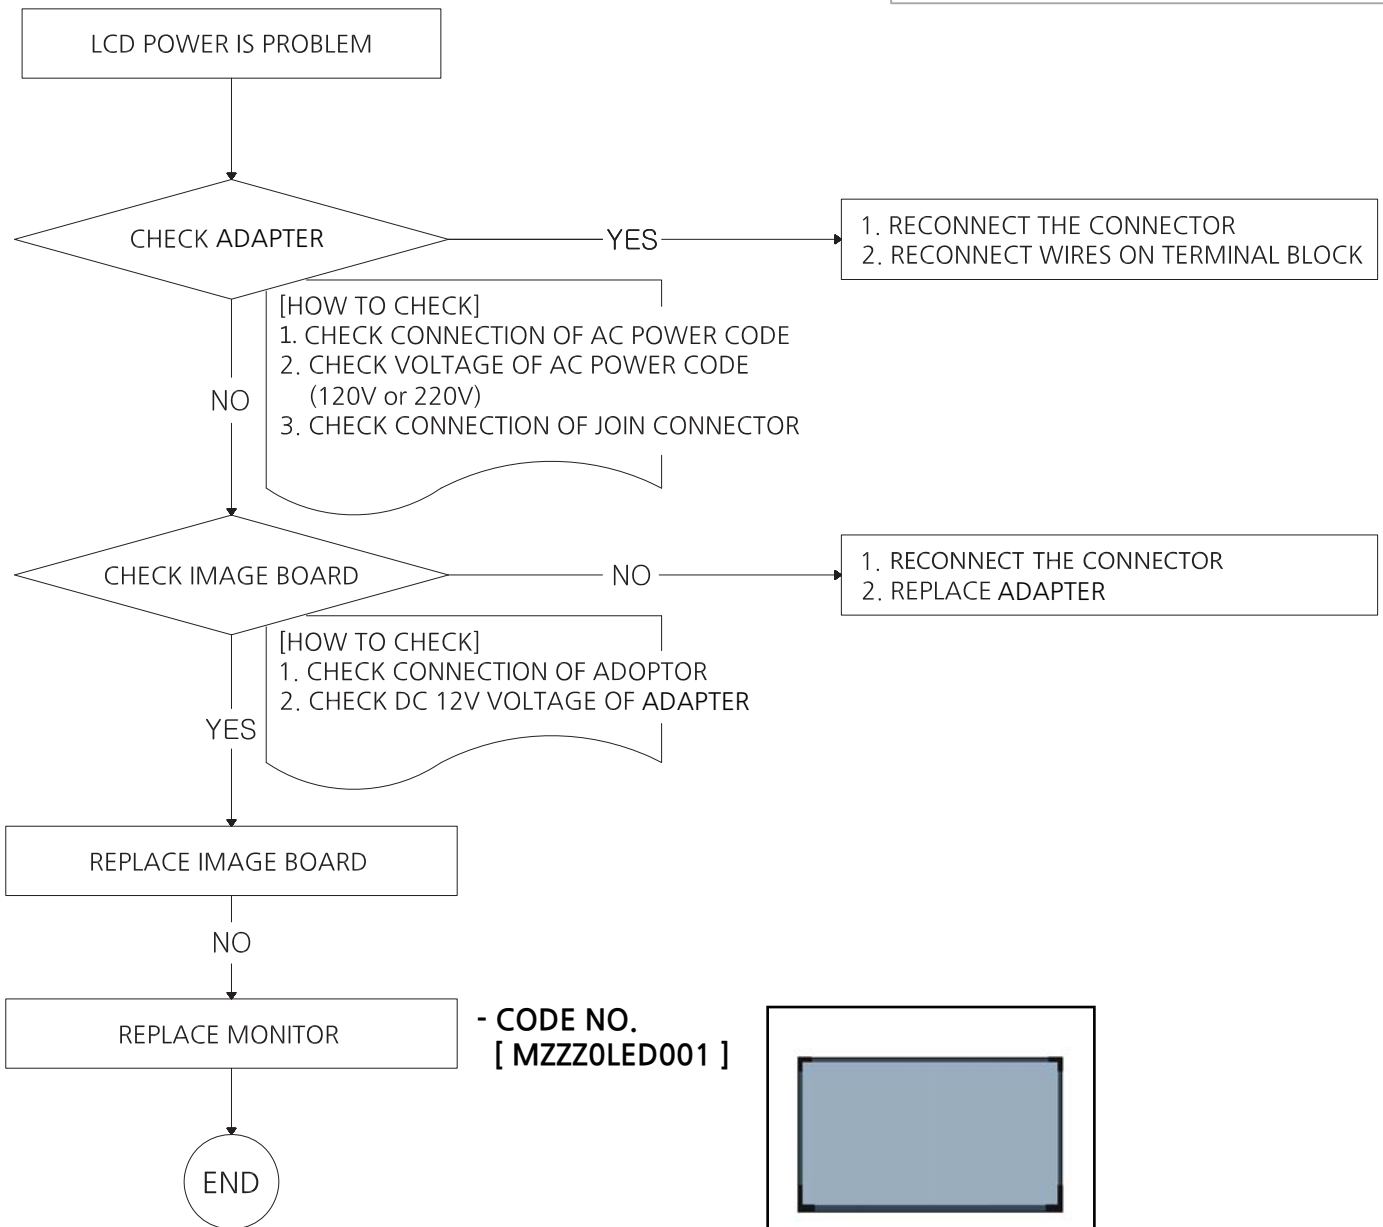 LCD POWER IS PROBLEM
CHECK ADAPTER
YES
1. RECONNECT THE CONNECTOR
2. RECONNECT WIRES ON TERMINAL BLOCK
[HOW TO CHECK]
1. CHECK CONNECTION OF AC POWER CODE
2. CHECK VOLTAGE OF AC POWER CODE
(120V or 220V)
3. CHECK CONNECTION OF JOIN CONNECTOR
NO
CHECK IMAGE BOARD
NO
1. RECONNECT THE CONNECTOR
2. REPLACE ADAPTER
[HOW TO CHECK]
1. CHECK CONNECTION OF ADOPTOR
2. CHECK DC 12V VOLTAGE OF ADAPTER
YES
REPLACE IMAGE BOARD
NO
REPLACE MONITOR
- CODE NO.
[ MZZZ0LED001 ]
END